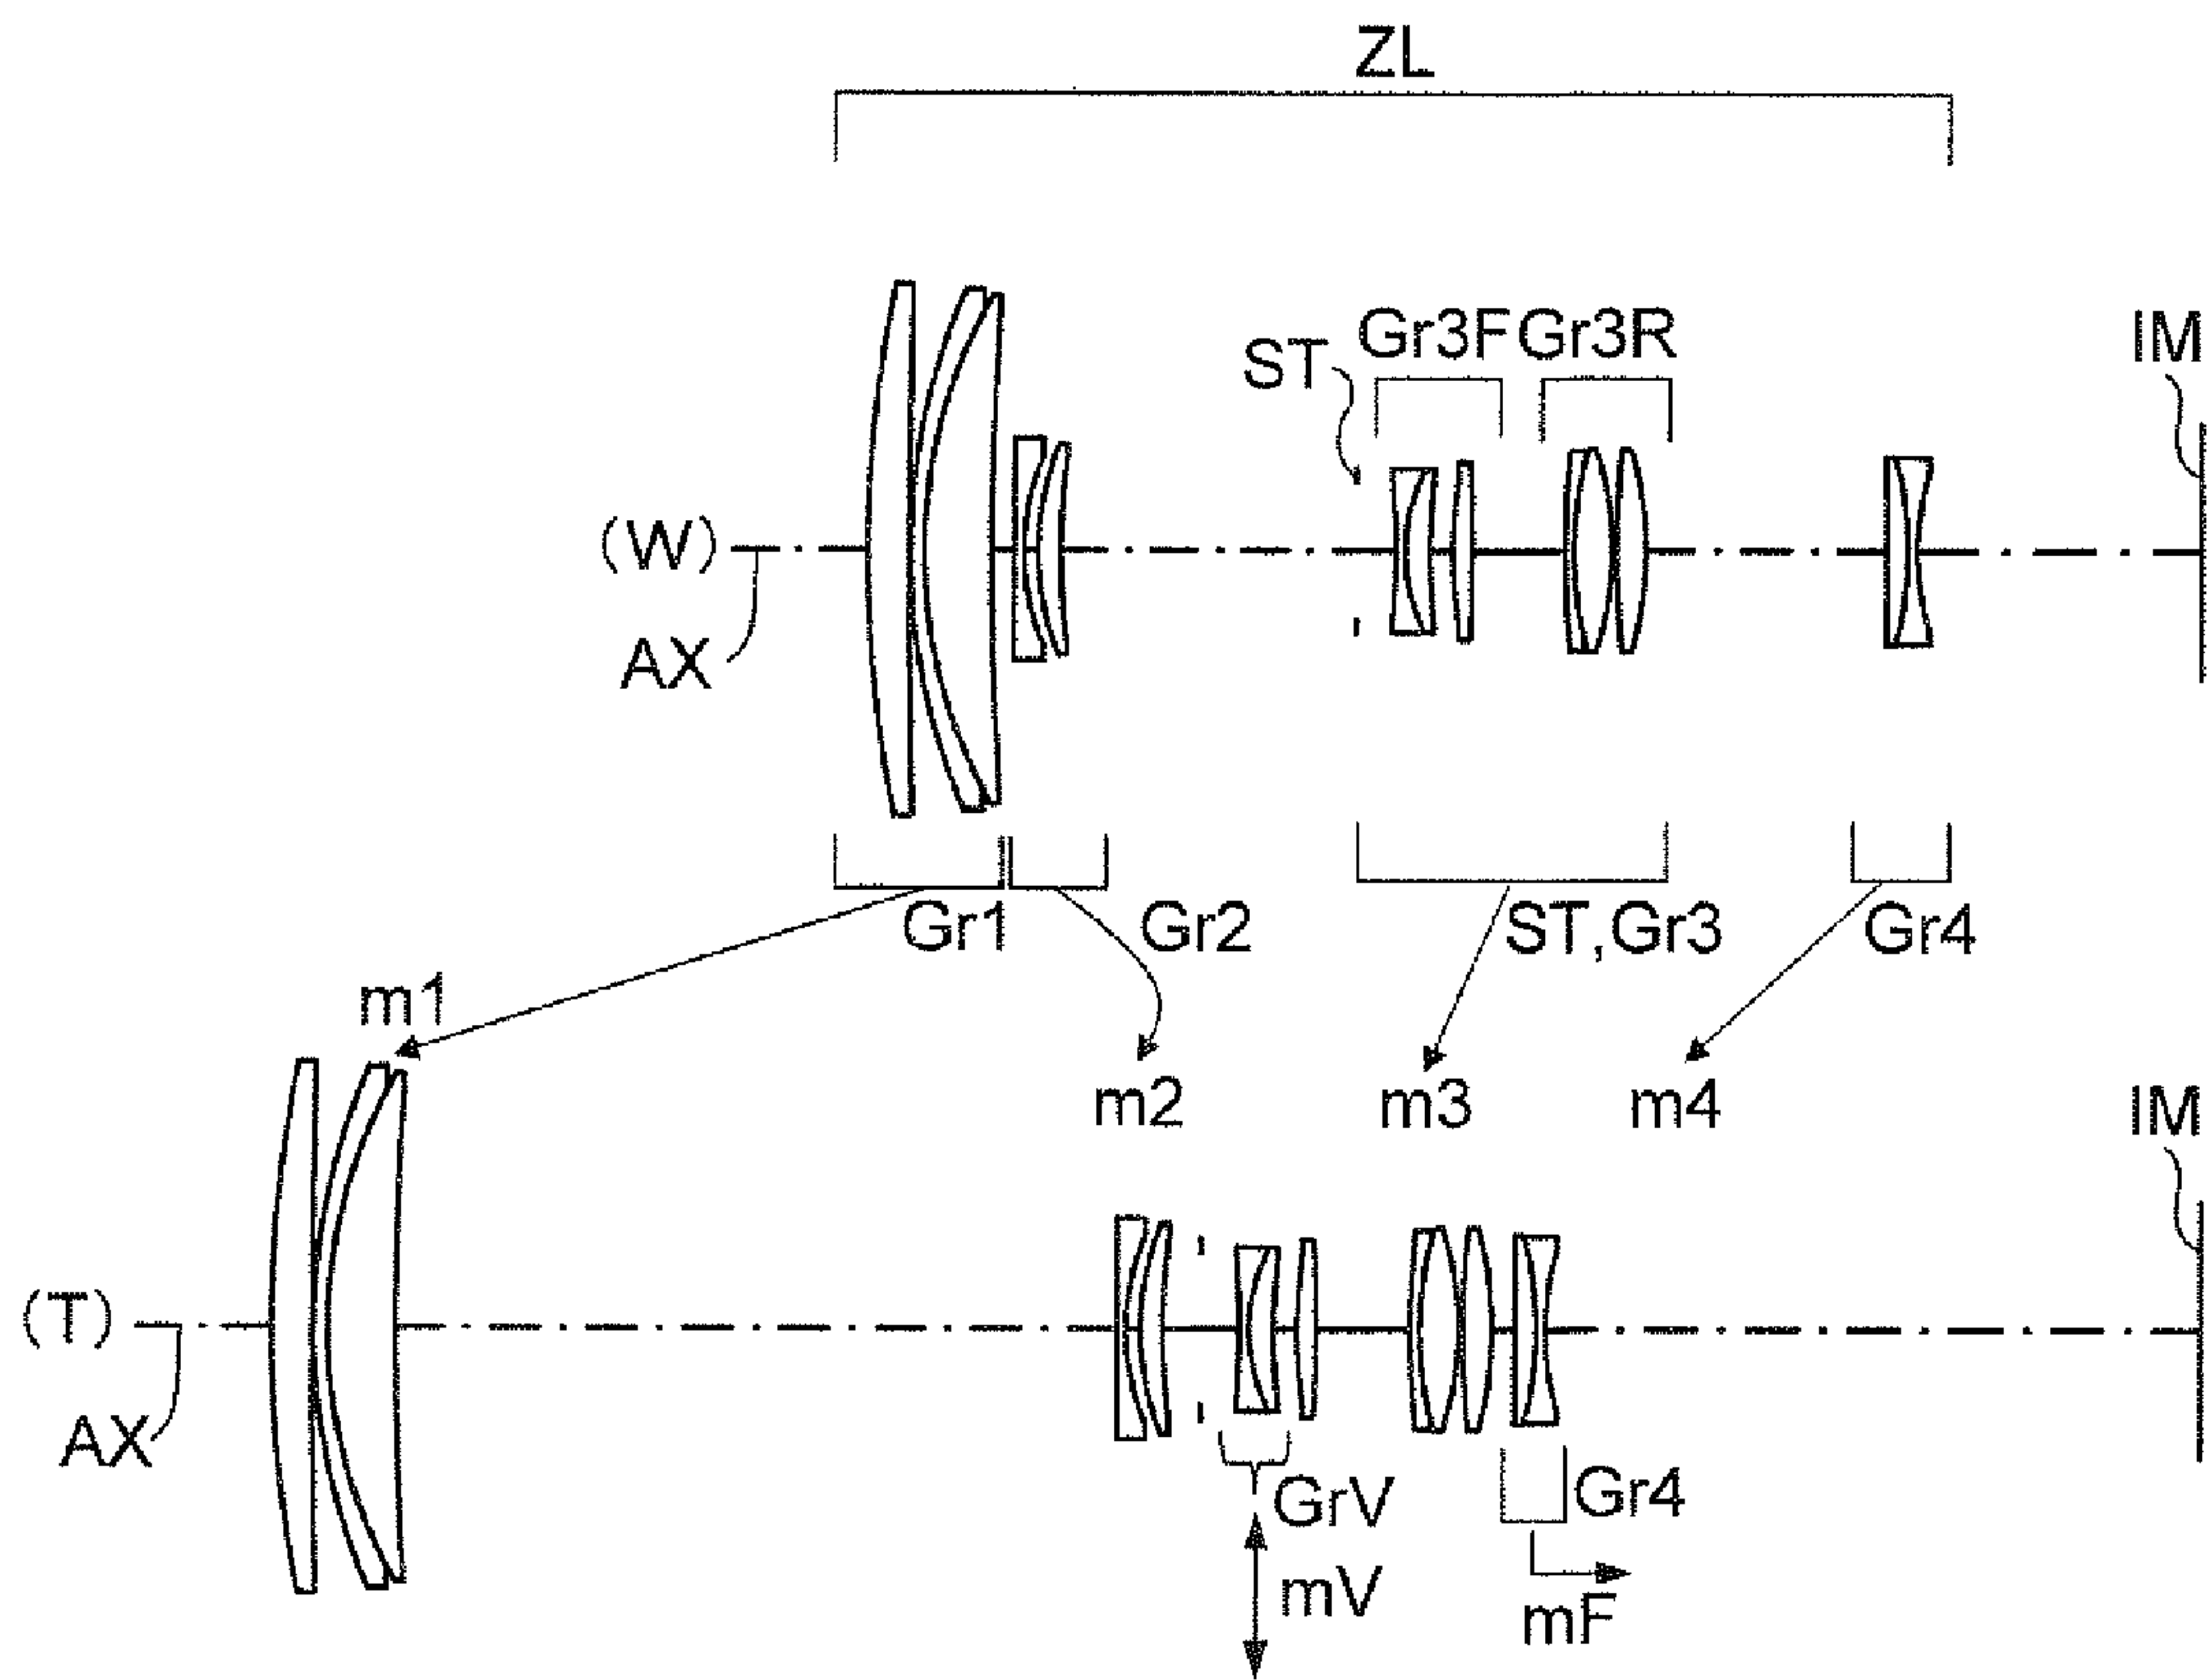 ZL
Gr3F Gr3R
ST
IM
(W)
AX
Gr1 Gr2 ST,Gr3 Gr4
m1
m2 m3 m4
IM
(T)
AX
GrV Gr4
mV mF